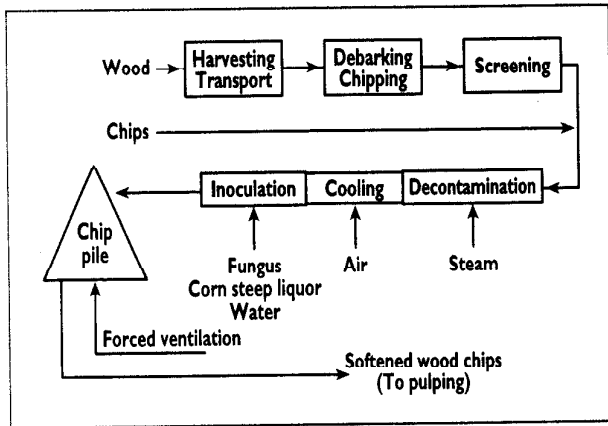 Wood
Harvesting
Transport
Debarking
Chipping
Screening
Chips
Inoculation
Cooling
Decontamination
Chip
pile
Fungus
Corn steep liquor
Water
Air
Steam
Forced ventilation
Softened wood chips
(To pulping)